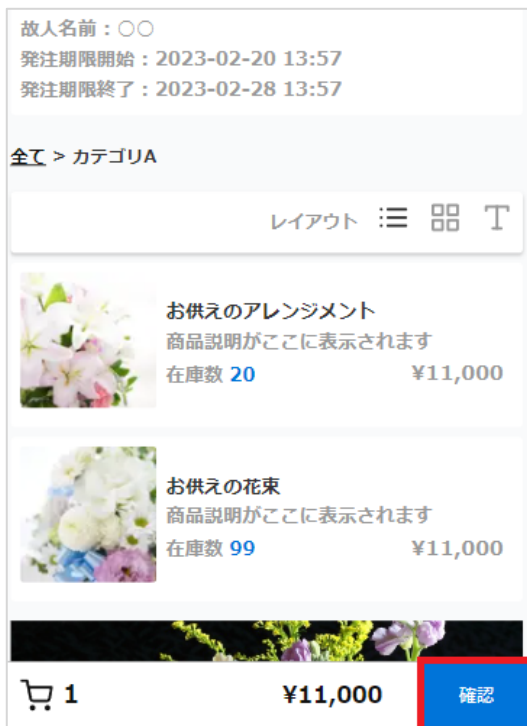 故人名前：○○
発注期限開始：2023-02-20 13:57
発注期限終了：2023-02-28 13:57
全て > カテゴリA
レイアウト
お供えのアレンジメント
商品説明がここに表示されます
在庫数 20 ¥11,000
お供えの花束
商品説明がここに表示されます
在庫数 99 ¥11,000
1 ¥11,000 確認